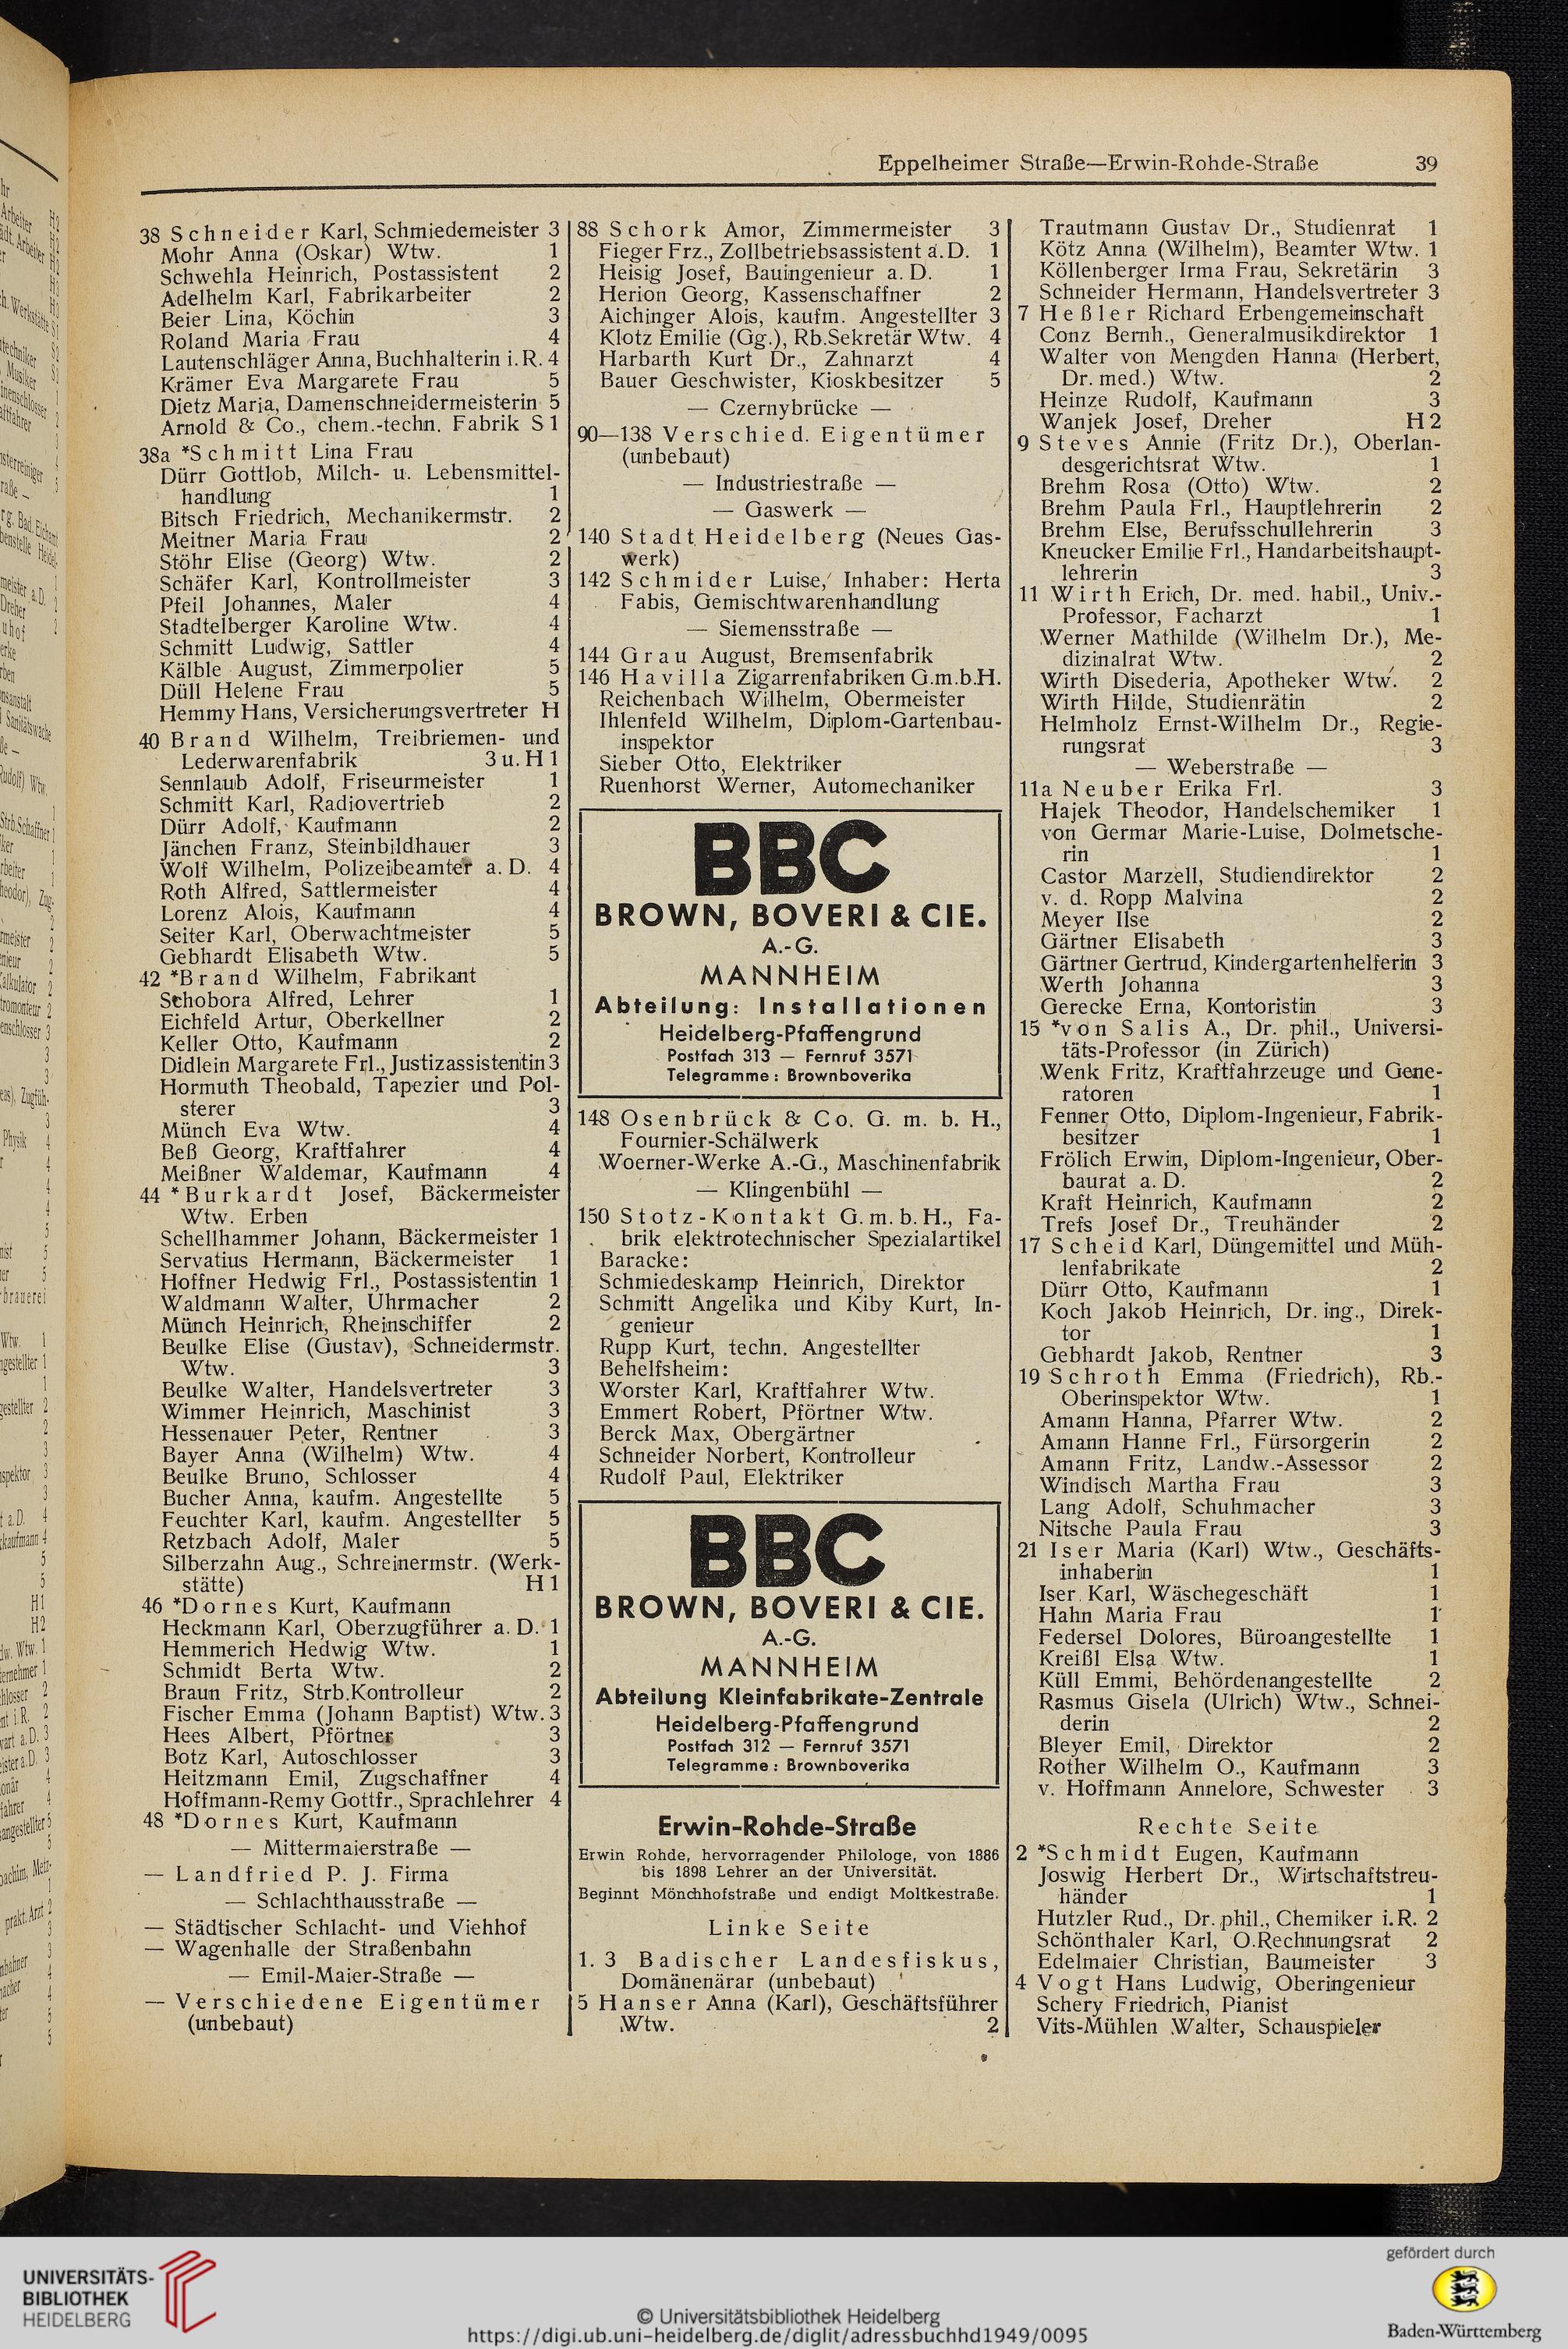 Eppelheimer Straße—Erwin-Rohde-Straße 39
38 Schneider Karl, Schmiedemeister 3
Mohr Anna (Oskar) Wtw. 1
Schwehla Heinrich, Postassistent 2
Adelhelm Karl, Fabrikarbeiter 2
Beier Lina, Köchin 3
Roland Maria Frau 4
Lautenschläger Anna, Buchhalterin i. R. 4
Krämer Eva Margarete Frau 5
Dietz Maria, Damenschneidermeisterin 5
Arnold & Co., chem.-techn. Fabrik S 1
38a *Schmitt Lina Frau
Dürr Gottlob, Milch- u. Lebensmittel-
handlung 1
Bitsch Friedrich, Mechanikermstr. 2
Meitner Maria Frau 2
Stöhr Elise (Georg) Wtw. 2
Schäfer Karl, Kontrollmeister 3
Pfeil Johannes, Maler 4
Stadtelberger Karoline Wtw. 4
Schmitt Ludwig, Sattler 4
Kälble August, Zimmerpolier 5
Düll Helene Frau 5
Hemmy Hans, Versicherungsvertreter H
40 Brand Wilhelm, Treibriemen- und
Lederwarenfabrik 3 u. H 1
Sennlaub Adolf, Friseurmeister 1
Schmitt Karl, Radiovertrieb 2
Dürr Adolf, Kaufmann 2
Jänchen Franz, Steinbildhauer 3
Wolf Wilhelm, Polizeibeamter a. D. 4
Roth Alfred, Sattlermeister 4
Lorenz Alois, Kaufmann 4
Seiter Karl, Oberwachtmeister 5
Gebhardt Elisabeth Wtw. 5
42 *Brand Wilhelm, Fabrikant
Schobora Alfred, Lehrer 1
Eichfeld Artur, Oberkellner 2
Keller Otto, Kaufmann 2
Didlein Margarete Frl., Justizassistentin 3
Hormuth Theobald, Tapezier und Pol-
sterer 3
Münch Eva Wtw. 4
Beß Georg, Kraftfahrer 4
Meißner Waldemar, Kaufmann 4
44 *Burkardt Josef, Bäckermeister
Wtw. Erben
Schellhammer Johann, Bäckermeister 1
Servatius Hermann, Bäckermeister 1
Hoffner Hedwig Frl., Postassistentin 1
Waldmann Walter, Uhrmacher 2
Münch Heinrich, Rheinschiffer 2
Beulke Elise (Gustav), Schneidermstr.
Wtw. 3
Beulke Walter, Handelsvertreter 3
Wimmer Heinrich, Maschinist 3
Hessenauer Peter, Rentner 3
Bayer Anna (Wilhelm) Wtw. 4
Beulke Bruno, Schlosser 4
Bucher Anna, kaufm. Angestellte 5
Feuchter Karl, kaufm. Angestellter 5
Retzbach Adolf, Maler 5
Silberzahn Aug., Schreinermstr. (Werk-
stätte) H 1
46 *Dornes Kurt, Kaufmann
Heckmann Karl, Oberzugführer a. D. 1
Hemmerich Hedwig Wtw. 1
Schmidt Berta Wtw. 2
Braun Fritz, Strb.Kontrolleur 2
Fischer Emma (Johann Baptist) Wtw. 3
Hees Albert, Pförtner 3
Botz Karl, Autoschlosser 3
Heitzmann Emil, Zugschaffner 4
Hoffmann-Remy Gottfr., Sprachlehrer 4
48 *Dornes Kurt, Kaufmann
— Mittermaierstraße —
— Landfried P. J. Firma
— Schlachthausstraße —
— Städtischer Schlacht- und Viehhof
— Wagenhalle der Straßenbahn
— Emil-Maier-Straße —
— Verschiedene Eigentümer
(unbebaut)
88 Schork Amor, Zimmermeister 3
Fieger Frz., Zollbetriebsassistent a. D. 1
Heisig Josef, Bauingenieur a. D. 1
Herion Georg, Kassenschaffner 2
Aichinger Alois, kaufm. Angestellter 3
Klotz Emilie (Gg.), Rb.Sekretär Wtw. 4
Harbarth Kurt Dr., Zahnarzt 4
Bauer Geschwister, Kioskbesitzer 5
— Czernybrücke —
90—138 Verschied. Eigentümer
(unbebaut)
— Industriestraße —
— Gaswerk —
140 Stadt Heidelberg (Neues Gas-
werk)
142 Schmider Luise, Inhaber: Herta
Fabis, Gemischtwarenhandlung
— Siemensstraße —
144 Grau August, Bremsenfabrik
146 Havilla Zigarrenfabriken G.m.b.H.
Reichenbach Wilhelm, Obermeister
Ihlenfeld Wilhelm, Diplom-Gartenbau-
inspektor
Sieber Otto, Elektriker
Ruenhorst Werner, Automechaniker
BBC
BROWN, BOVERI & CIE.
A.-G.
MANNHEIM
Abteilung: Installationen
Heidelberg-Pfaffengrund
Postfach 313 — Fernruf 3571
Telegramme: Brownboverika
148 Osenbrück & Co. G. m. b. H.,
Fournier-Schälwerk
Woerner-Werke A.-G., Maschinenfabrik
— Klingenbühl —
150 Stotz-Kontakt G. m. b. H., Fa-
brik elektrotechnischer Spezialartikel
Baracke:
Schmiedeskamp Heinrich, Direktor
Schmitt Angelika und Kiby Kurt, In-
genieur
Rupp Kurt, techn. Angestellter
Behelfsheim:
Worster Karl, Kraftfahrer Wtw.
Emmert Robert, Pförtner Wtw.
Berck Max, Obergärtner
Schneider Norbert, Kontrolleur
Rudolf Paul, Elektriker
BBC
BROWN, BOVERI & CIE.
A.-G.
MANNHEIM
Abteilung Kleinfabrikate-Zentrale
Heidelberg-Pfaffengrund
Postfach 312 — Fernruf 3571
Telegramme: Brownboverika
Erwin-Rohde-Straße
Erwin Rohde, hervorragender Philologe, von 1886
bis 1898 Lehrer an der Universität.
Beginnt Mönchhofstraße und endigt Moltkestraße.
Linke Seite
1. 3 Badischer Landesfiskus,
Domänenärar (unbebaut)
5 Hanser Anna (Karl), Geschäftsführer
Wtw. 2
Trautmann Gustav Dr., Studienrat 1
Kötz Anna (Wilhelm), Beamter Wtw. 1
Köllenberger Irma Frau, Sekretärin 3
Schneider Hermann, Handelsvertreter 3
7 Heßler Richard Erbengemeinschaft
Conz Bernh., Generalmusikdirektor 1
Walter von Mengden Hanna (Herbert,
Dr. med.) Wtw. 2
Heinze Rudolf, Kaufmann 3
Wanjek Josef, Dreher H 2
9 Steves Annie (Fritz Dr.), Oberlan-
desgerichtsrat Wtw. 1
Brehm Rosa (Otto) Wtw. 2
Brehm Paula Frl., Hauptlehrerin 2
Brehm Else, Berufsschullehrerin 3
Kneucker Emilie Frl., Handarbeitshaupt-
lehrerin 3
11 Wirth Erich, Dr. med. habil., Univ.-
Professor, Facharzt 1
Werner Mathilde (Wilhelm Dr.), Me-
dizinalrat Wtw. 2
Wirth Disederia, Apotheker Wtw. 2
Wirth Hilde, Studienrätin 2
Helmholz Ernst-Wilhelm Dr., Regie-
rungsrat 3
— Weberstraße —
11a Neuber Erika Frl. 3
Hajek Theodor, Handelschemiker 1
von Germar Marie-Luise, Dolmetsche-
rin 1
Castor Marzell, Studiendirektor 2
v. d. Ropp Malvina 2
Meyer Ilse 2
Gärtner Elisabeth 3
Gärtner Gertrud, Kindergartenhelferin 3
Werth Johanna 3
Gerecke Erna, Kontoristin 3
15 *von Salis A., Dr. phil., Universi-
täts-Professor (in Zürich)
Wenk Fritz, Kraftfahrzeuge und Gene-
ratoren 1
Fenner Otto, Diplom-Ingenieur, Fabrik-
besitzer 1
Frölich Erwin, Diplom-Ingenieur, Ober-
baurat a. D. 2
Kraft Heinrich, Kaufmann 2
Trefs Josef Dr., Treuhänder 2
17 Scheid Karl, Düngemittel und Müh-
lenfabrikate 2
Dürr Otto, Kaufmann 1
Koch Jakob Heinrich, Dr. ing., Direk-
tor 1
Gebhardt Jakob, Rentner 3
19 Schroth Emma (Friedrich), Rb.-
Oberinspektor Wtw. 1
Amann Hanna, Pfarrer Wtw. 2
Amann Hanne Frl., Fürsorgerin 2
Amann Fritz, Landw.-Assessor 2
Windisch Martha Frau 3
Lang Adolf, Schuhmacher 3
Nitsche Paula Frau 3
21 Iser Maria (Karl) Wtw., Geschäfts-
inhaberin 1
Iser Karl, Wäschegeschäft 1
Hahn Maria Frau 1
Federsel Dolores, Büroangestellte 1
Kreißl Elsa Wtw. 1
Küll Emmi, Behördenangestellte 2
Rasmus Gisela (Ulrich) Wtw., Schnei-
derin 2
Bleyer Emil, Direktor 2
Rother Wilhelm O., Kaufmann 3
v. Hoffmann Annelore, Schwester 3
Rechte Seite
2 *Schmidt Eugen, Kaufmann
Joswig Herbert Dr., Wirtschaftstreu-
händer 1
Hutzler Rud., Dr. phil., Chemiker i. R. 2
Schönthaler Karl, O.Rechnungsrat 2
Edelmaier Christian, Baumeister 3
4 Vogt Hans Ludwig, Oberingenieur
Schery Friedrich, Pianist
Vits-Mühlen Walter, Schauspieler
UNIVERSITÄTS-
BIBLIOTHEK
HEIDELBERG
© Universitätsbibliothek Heidelberg
https://digi.ub.uni-heidelberg.de/diglit/adressbuchhd1949/0095
gefördert durch
Baden-Württemberg